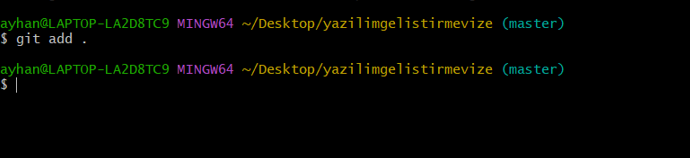 ayhan@LAPTOP-LA2D8TC9 MINGW64 ~/Desktop/yazilimgelistirmevize (master)
$ git add .
ayhan@LAPTOP-LA2D8TC9 MINGW64 ~/Desktop/yazilimgelistirmevize (master)
$